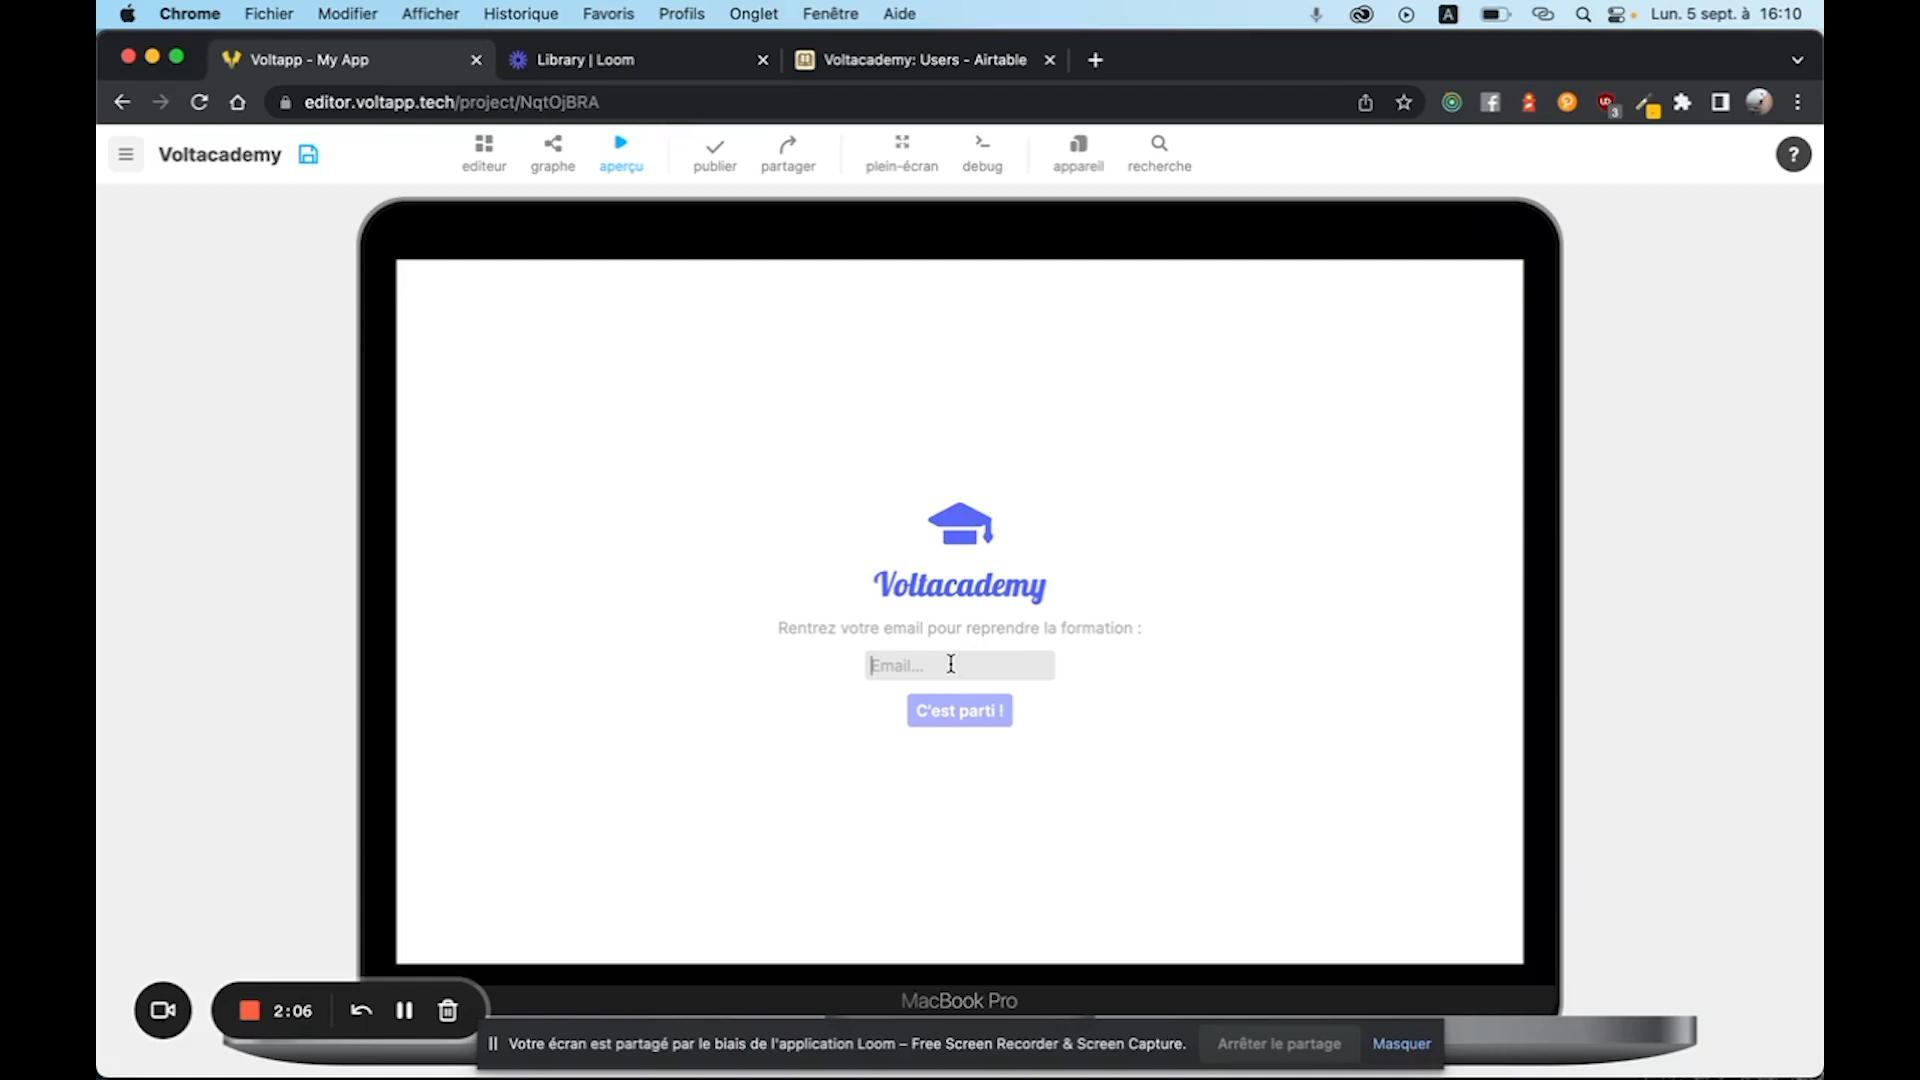 Chrome Fichier Modifier Afficher Historique Favoris Profils Onglet Fenêtre Aide A Lun. 5 sept. à 16:10
Voltapp - My App Library | Loom Voltacademy: Users - Airtable
editor.voltapp.tech/project/NqtOjBRA 3
Voltacademy editeur graphe aperçu publier partager plein-écran debug appareil recherche ?
Voltacademy
Rentrez votre email pour reprendre la formation :
Email...
C'est parti !
MacBook Pro
2:06
Votre écran est partagé par le biais de l'application Loom – Free Screen Recorder & Screen Capture. Arrêter le partage Masquer